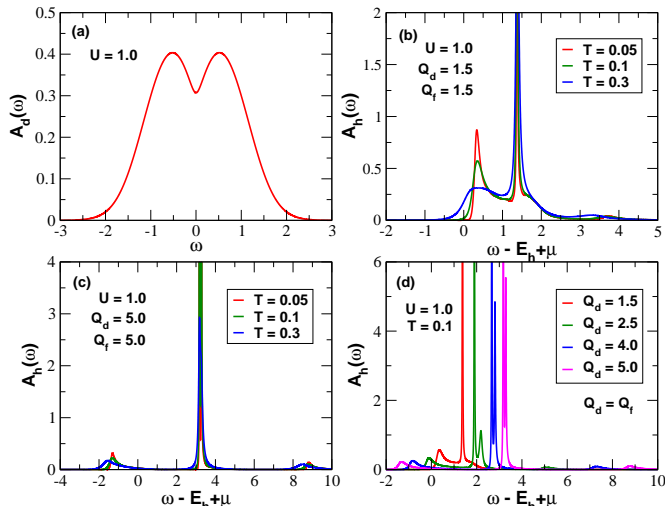 (a)
U = 1.0
A_d(ω)
0.5
0.4
0.3
0.2
0.1
0
-3 -2 -1 0 1 2 3
ω
(b)
U = 1.0
Q_d = 1.5
Q_f = 1.5
T = 0.05
T = 0.1
T = 0.3
A_h(ω)
2
1.5
1
0.5
0
-2 -1 0 1 2 3 4 5
ω - E_h+μ
(c)
U = 1.0
Q_d = 5.0
Q_f = 5.0
T = 0.05
T = 0.1
T = 0.3
A_h(ω)
4
3
2
1
0
-4 -2 0 2 4 6 8 10
ω - E_h+μ
(d)
U = 1.0
T = 0.1
Q_d = 1.5
Q_d = 2.5
Q_d = 4.0
Q_d = 5.0
Q_d = Q_f
A_h(ω)
6
4
2
0
-2 0 2 4 6 8 10
ω - E_h+μ